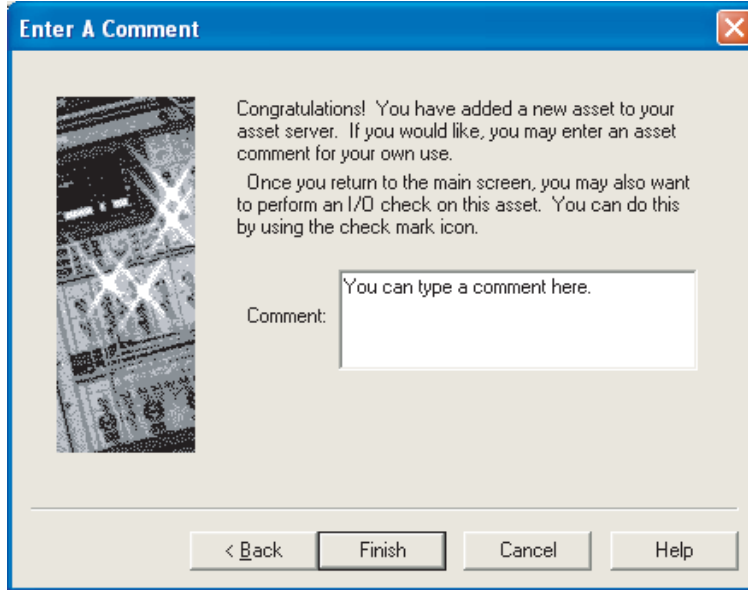 Enter A Comment
Congratulations! You have added a new asset to your
asset server. If you would like, you may enter an asset
comment for your own use.
Once you return to the main screen, you may also want
to perform an I/O check on this asset. You can do this
by using the check mark icon.
Comment:
You can type a comment here.
< Back
Finish
Cancel
Help